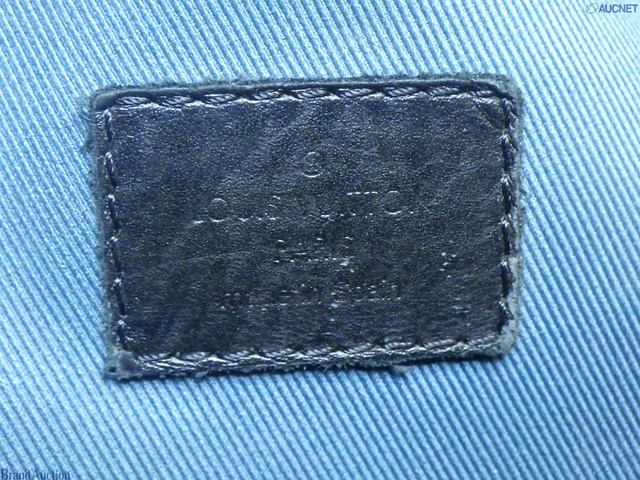 AUCNET
®
LOUIS VUITTON
PARIS
made in Spain
BrandAuction